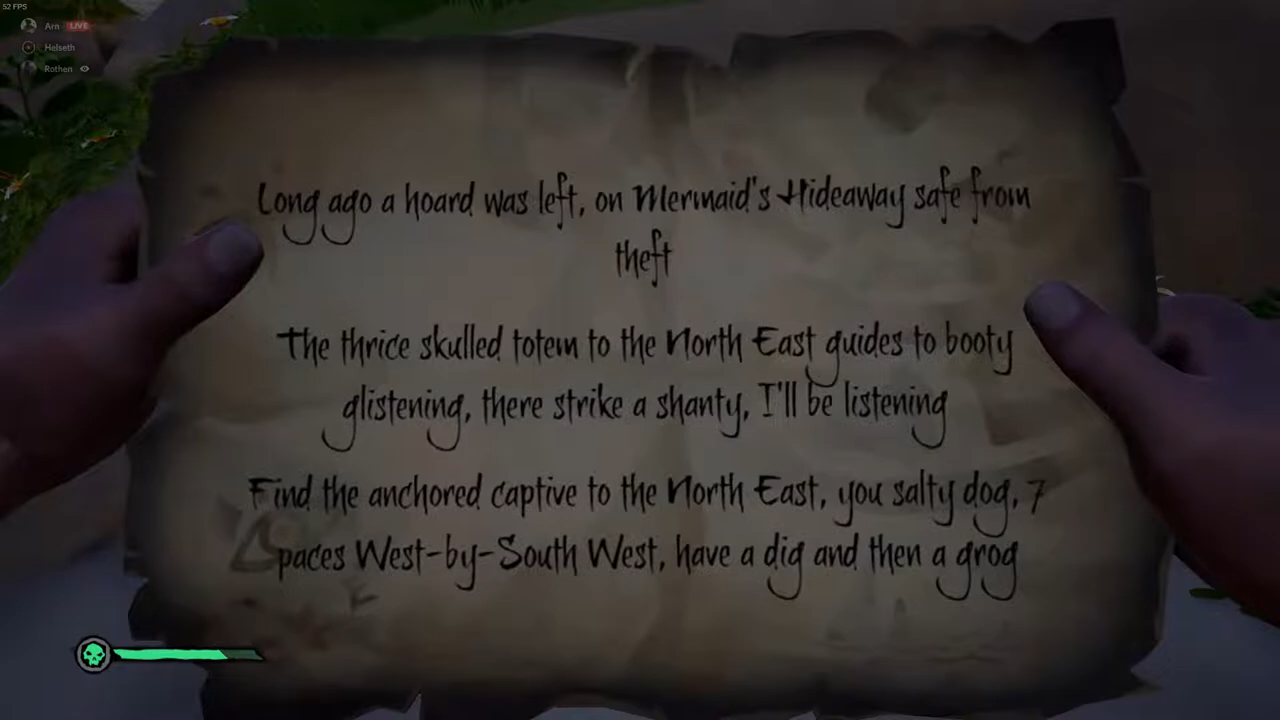 52 FPS
Arn LIVE
Helseth
Rothen
Long ago a hoard was left, on Mermaid's Hideaway safe from
theft
The thrice skulled totem to the North East guides to booty
glistening, there strike a shanty, I'll be listening
Find the anchored captive to the North East, you salty dog, 7
paces West-by-South West, have a dig and then a grog